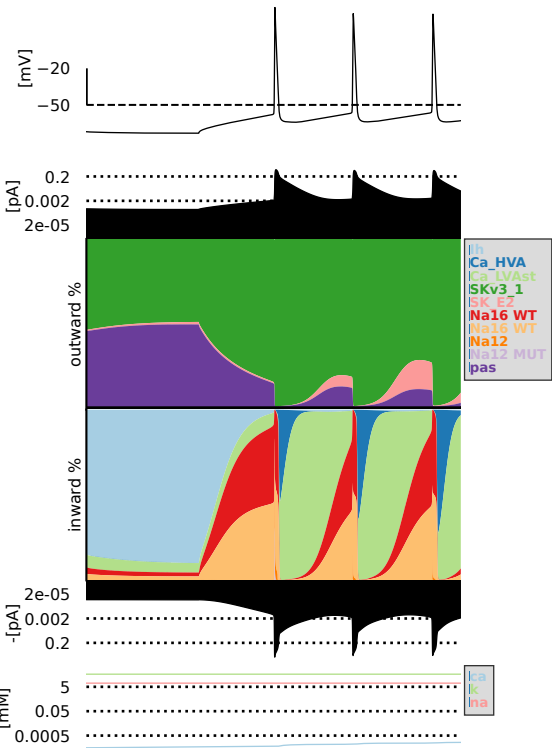 [mV]
−20
−50
[pA]
0.2
0.002
2e-05
outward %
Ih
Ca_HVA
Ca_LVAst
SKv3_1
SK_E2
Na16 WT
Na16 WT
Na12
Na12 MUT
pas
inward %
-[pA]
2e-05
0.002
0.2
[mM]
5
0.05
0.0005
ca
k
na